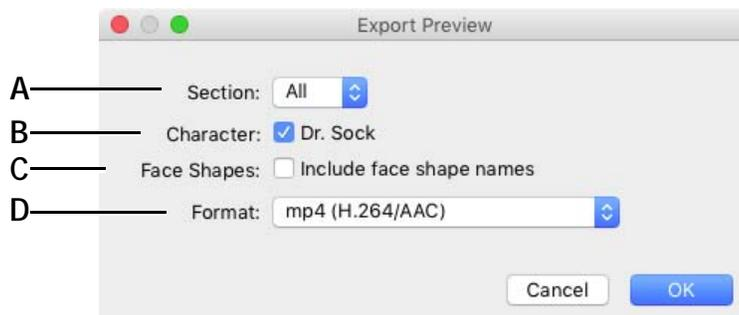 Export Preview
A Section: All
B Character: Dr. Sock
C Face Shapes: Include face shape names
D Format: mp4 (H.264/AAC)
Cancel OK